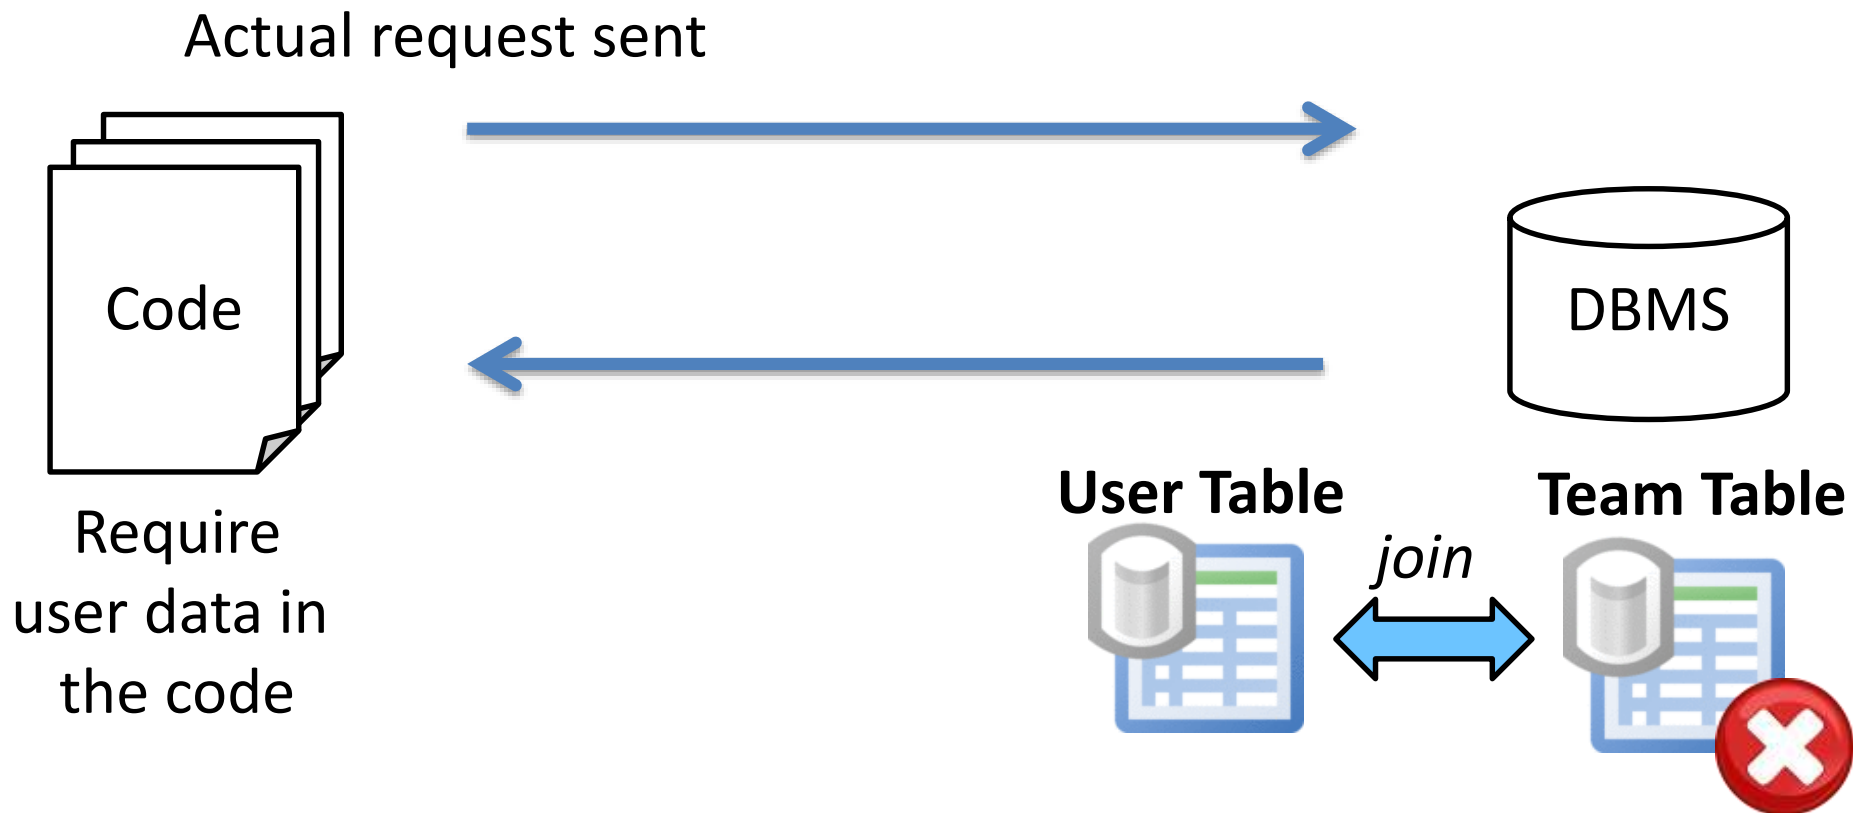 Actual request sent
Code
DBMS
Require
user data in
the code
User Table
Team Table
join